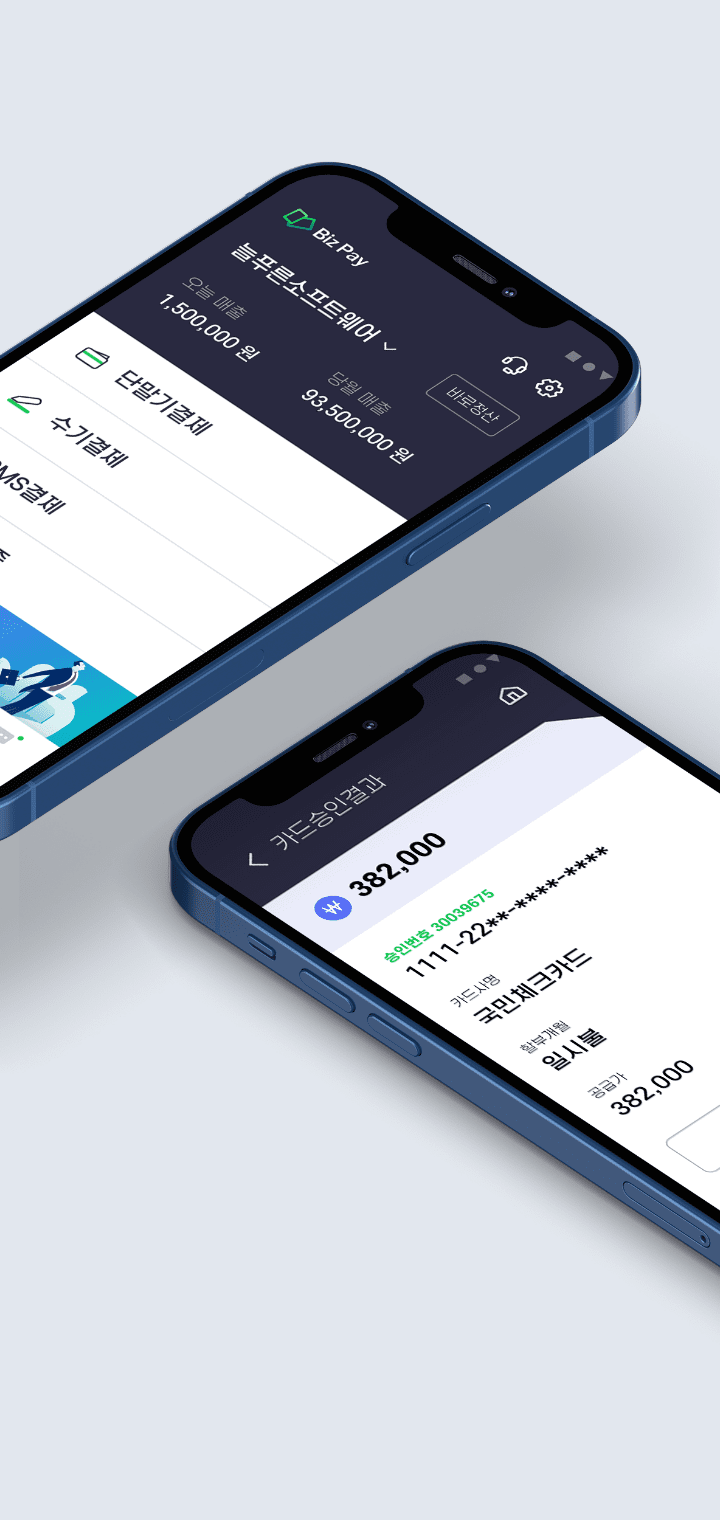 Biz Pay
늘푸른소프트웨어
오늘 매출
1,500,000 원
당월 매출
93,500,000 원
바로정산
단말기결제
수기결제
MS결제
카드승인결과
₩ 382,000
승인번호 30039675
1111-22**-****-****
카드사명
국민체크카드
할부개월
일시불
공급가
382,000